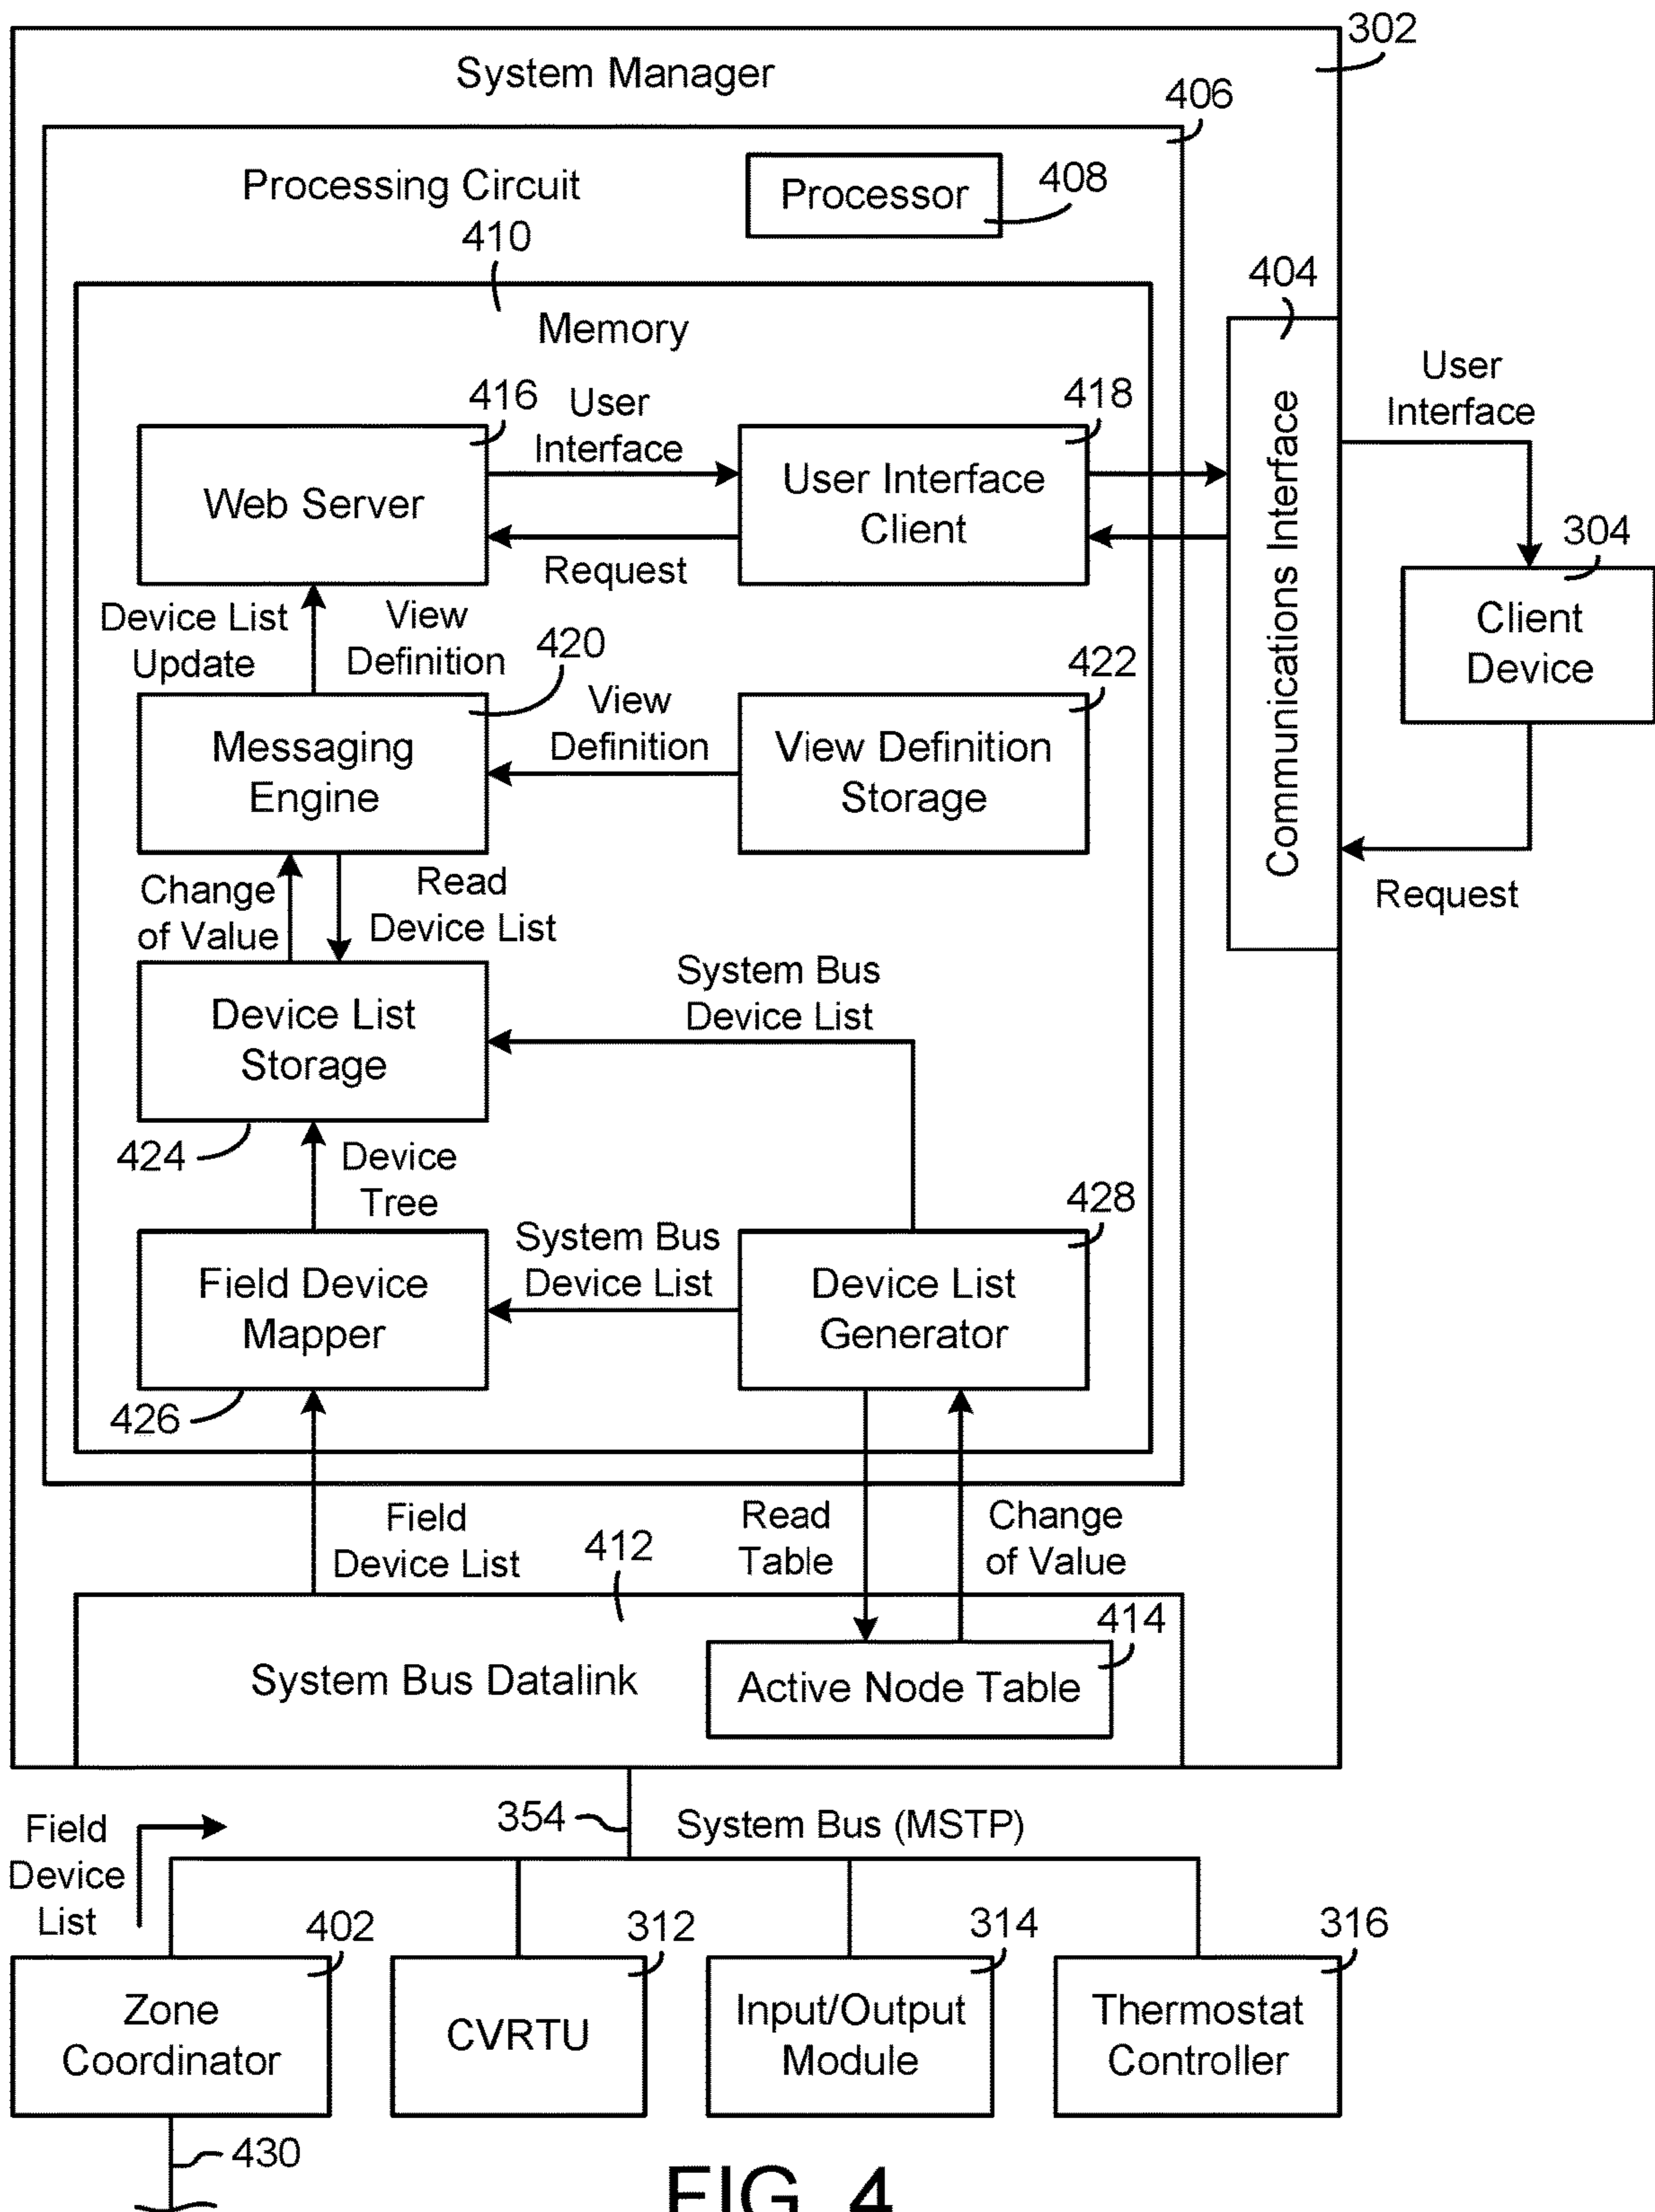 302
System Manager
406
Processing Circuit
Processor
408
410
404
Memory
416
User
Interface
418
User
Interface
Web Server
User Interface
Client
Communications Interface
304
Request
Client
Device
Device List
Update
View
Definition
420
View
Definition
422
Messaging
Engine
View Definition
Storage
Request
Change
of Value
Read
Device List
System Bus
Device List
Device List
Storage
424
Device
Tree
428
System Bus
Device List
Field Device
Mapper
Device List
Generator
426
Field
Device List
412
Read
Table
Change
of Value
414
System Bus Datalink
Active Node Table
354
System Bus (MSTP)
Field
Device
List
402
312
314
316
Zone
Coordinator
CVRTU
Input/Output
Module
Thermostat
Controller
430
FIG. 4